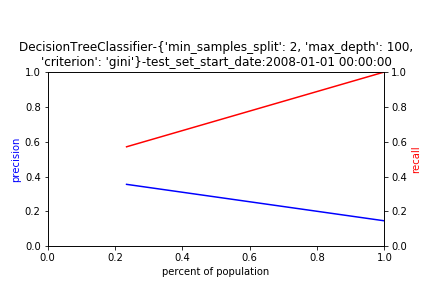 DecisionTreeClassifier-{'min_samples_split': 2, 'max_depth': 100,
'criterion': 'gini'}-test_set_start_date:2008-01-01 00:00:00
1.0
0.8
0.6
0.4
0.2
0.0
precision
1.0
0.8
0.6
0.4
0.2
0.0
recall
0.0 0.2 0.4 0.6 0.8 1.0
percent of population